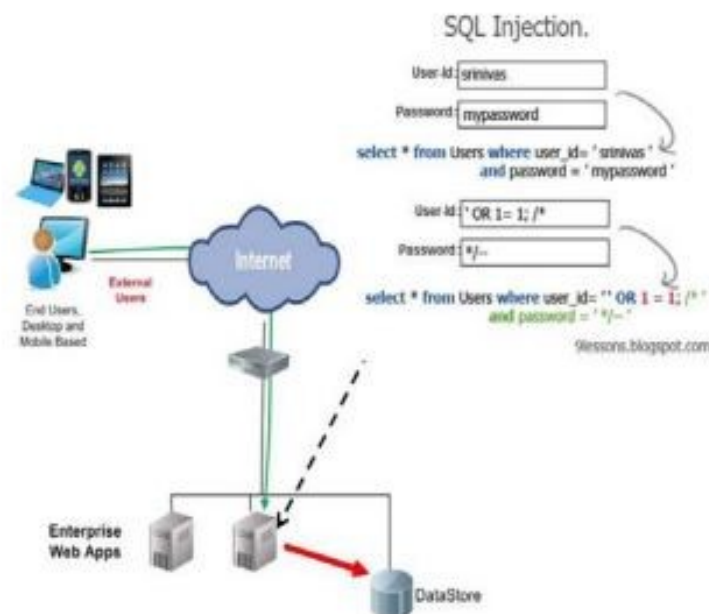 SQL Injection.
User-Id: srinivas
Password: mypassword
select * from Users where user_id= ' srinivas '
and password = ' mypassword '
User-Id: ' OR 1= 1; /*
Password: */--
select * from Users where user_id= '' OR 1 = 1; /* '
and password = ' */-- '
9lessons.blogspot.com
Internet
External
Users
End Users,
Desktop and
Mobile Based
Enterprise
Web Apps
DataStore